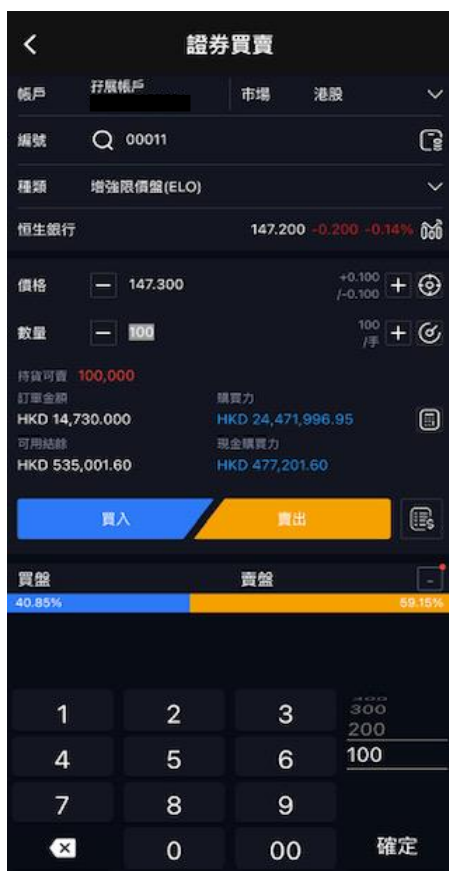 證券買賣
帳戶 孖展帳戶 市場 港股
編號 00011
種類 增強限價盤(ELO)
恒生銀行 147.200 -0.200 -0.14%
價格 147.300 +0.100 /-0.100
數量 100 100 /手
持貨可賣 100,000
訂單金額 購買力
HKD 14,730.000 HKD 24,471,996.95
可用結餘 現金購買力
HKD 535,001.60 HKD 477,201.60
買入 賣出
買盤 賣盤
40.85% 59.15%
1 2 3 300
200
4 5 6 100
7 8 9
0 00 確定